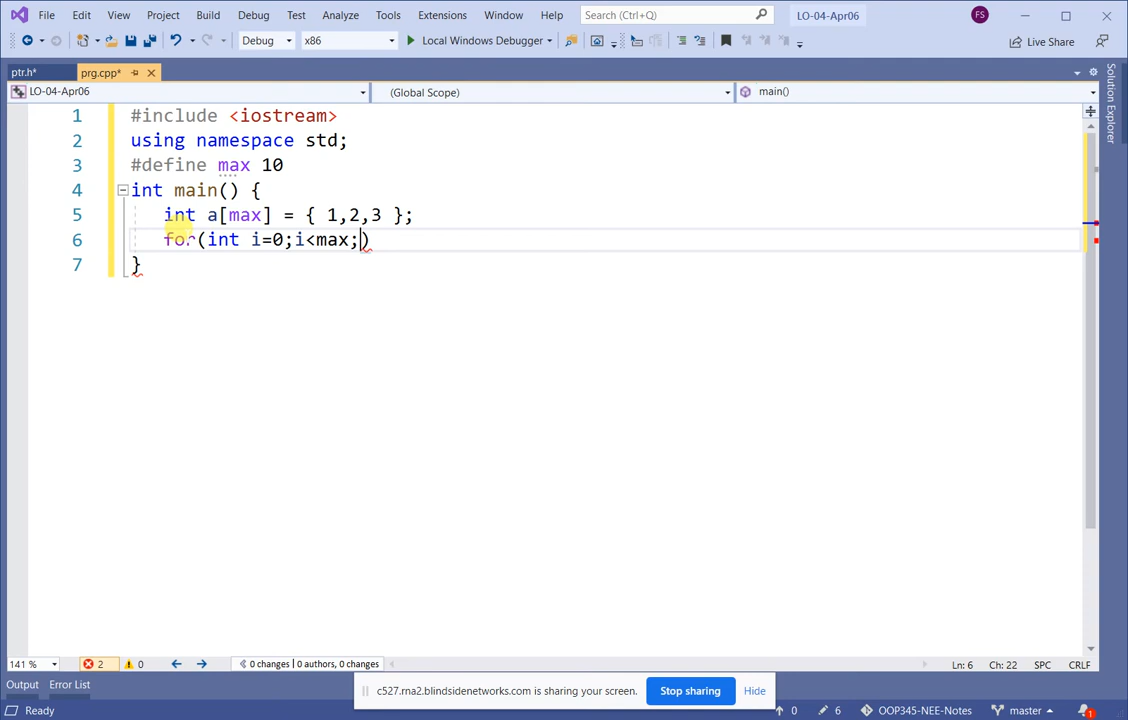 File Edit View Project Build Debug Test Analyze Tools Extensions Window Help Search (Ctrl+Q) LO-04-Apr06 FS
Debug x86 Local Windows Debugger Live Share
ptr.h* prg.cpp*
LO-04-Apr06 (Global Scope) main()
1 #include <iostream>
2 using namespace std;
3 #define max 10
4 int main() {
5 int a[max] = { 1,2,3 };
6 for(int i=0;i<max;)
7 }
Solution Explorer
141 % 2 0 0 changes | 0 authors, 0 changes Ln: 6 Ch: 22 SPC CRLF
Output Error List
c527.rna2.blindsidenetworks.com is sharing your screen. Stop sharing Hide
Ready 0 6 OOP345-NEE-Notes master 1